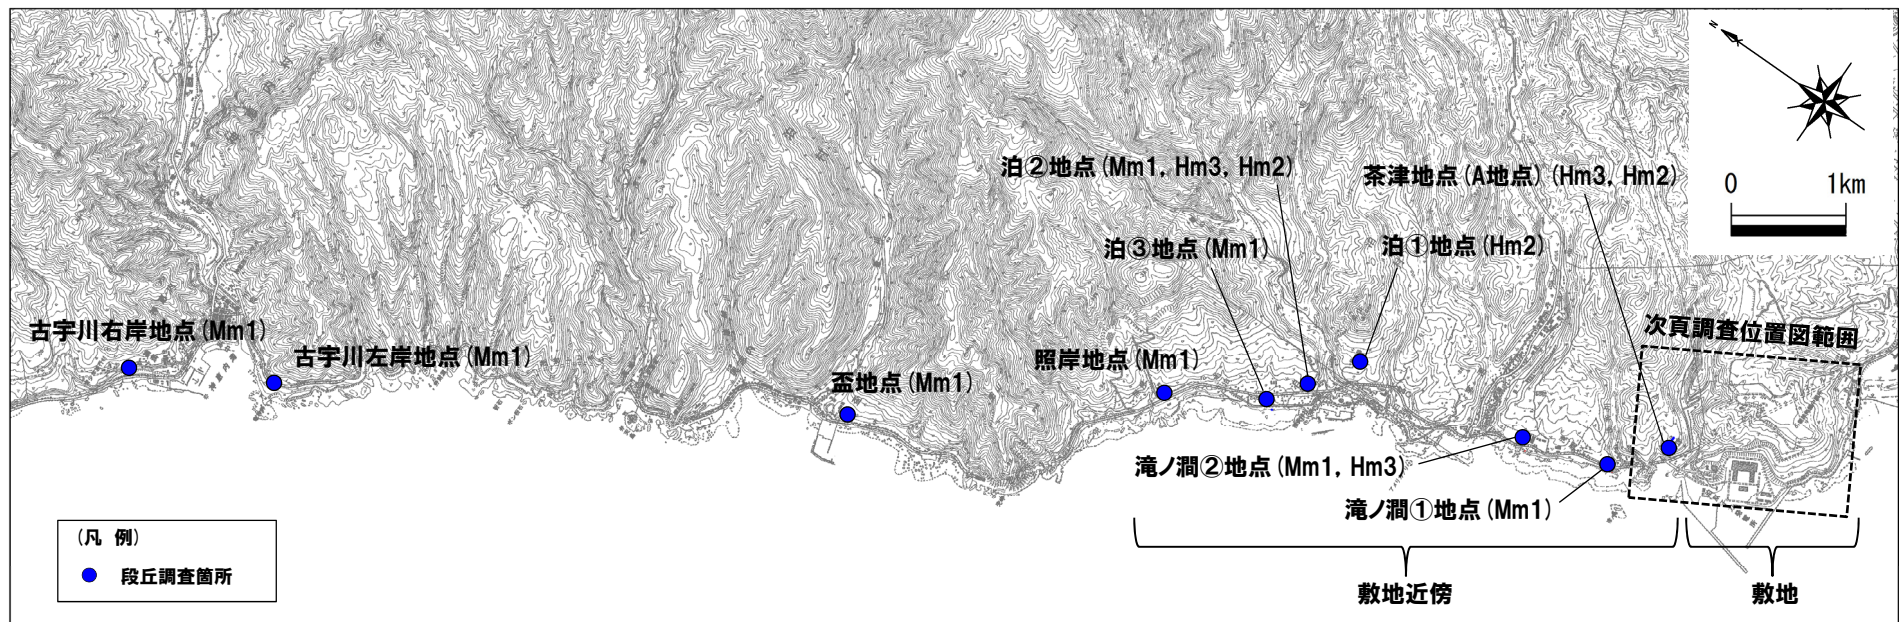 N
0 1km
泊②地点(Mm1, Hm3, Hm2)
茶津地点(A地点)(Hm3, Hm2)
泊③地点(Mm1)
泊①地点(Hm2)
古宇川右岸地点(Mm1)
古宇川左岸地点(Mm1)
盃地点(Mm1)
照岸地点(Mm1)
次頁調査位置図範囲
滝ノ澗②地点(Mm1, Hm3)
滝ノ澗①地点(Mm1)
(凡 例)
段丘調査箇所
敷地近傍
敷地